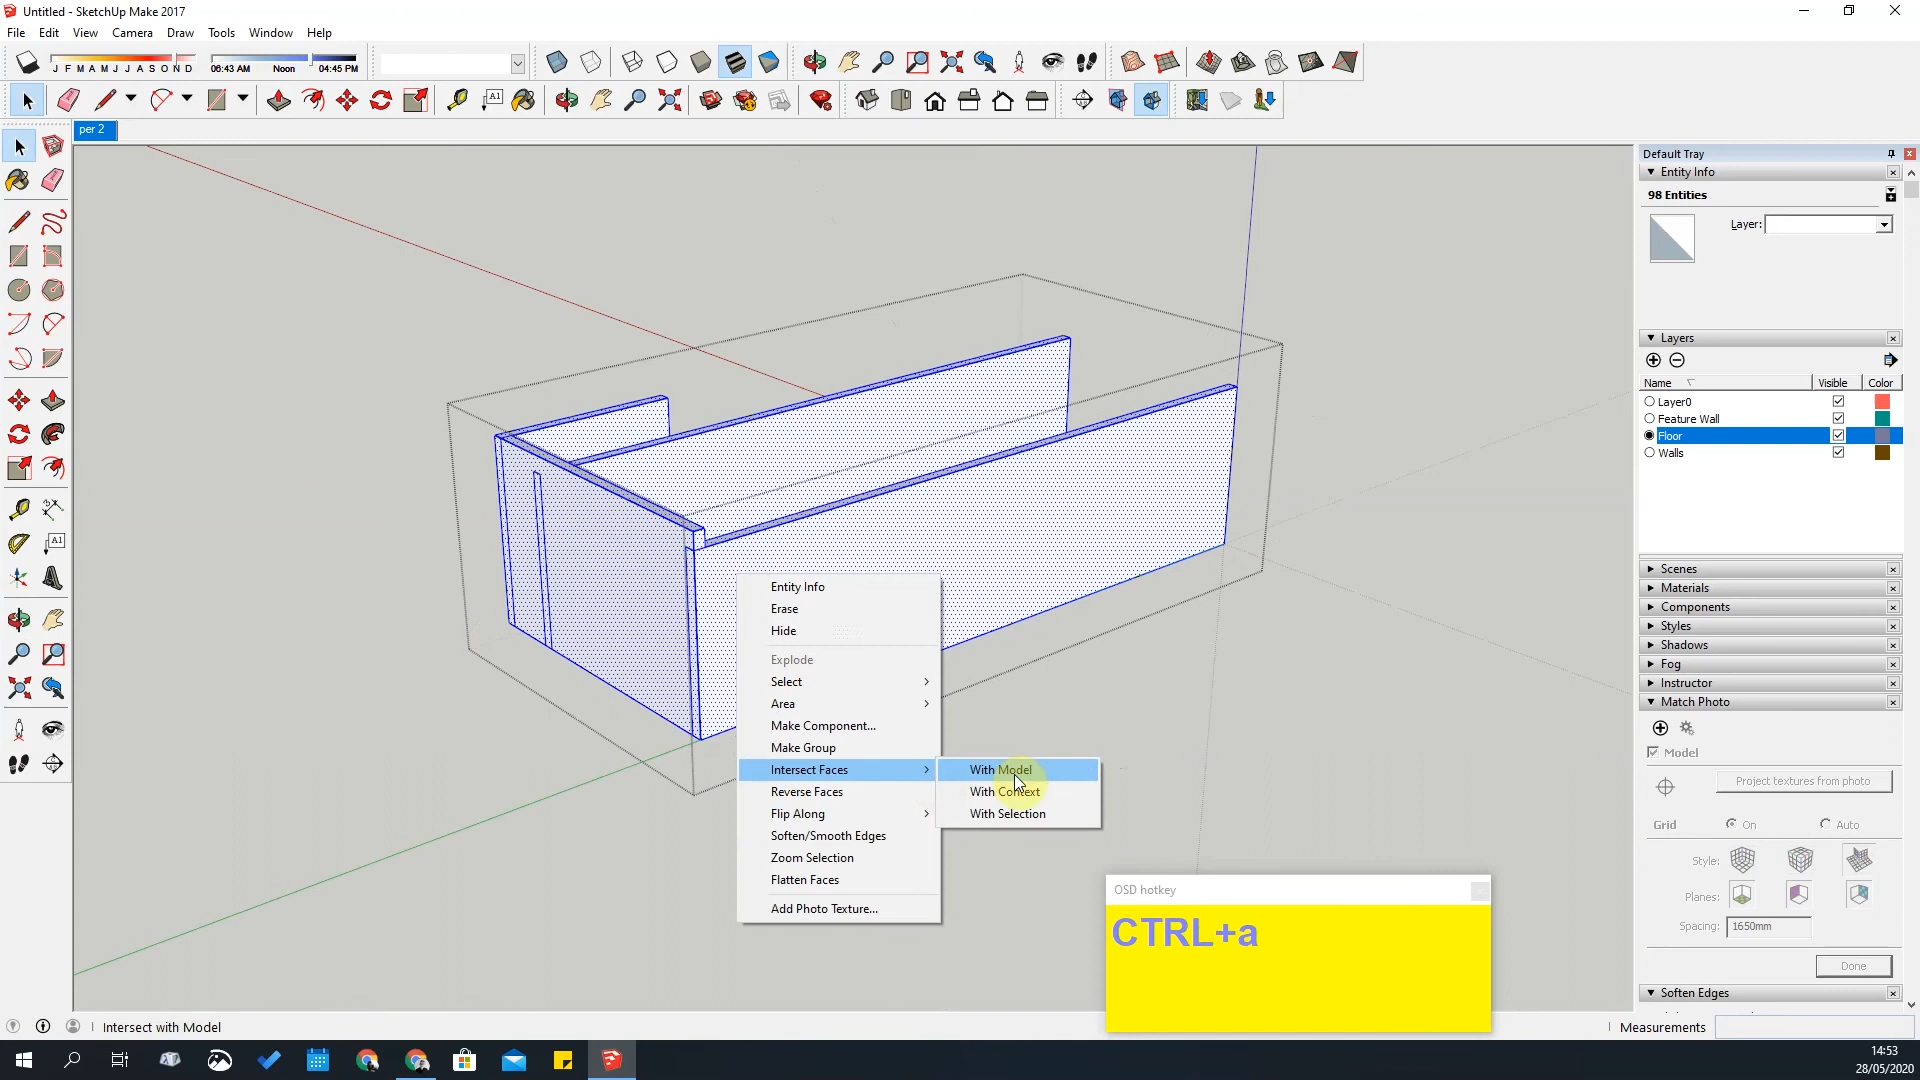 Untitled - SketchUp Make 2017
File Edit View Camera Draw Tools Window Help
J F M A M J J A S O N D
06:43 AM Noon 04:45 PM
A1
per 2
A1
Default Tray
Entity Info
98 Entities
Layer:
Layers
Name Visible Color
Layer0
Feature Wall
Floor
Walls
Entity Info
Erase
Hide
Explode
Select
Area
Make Component...
Make Group
Intersect Faces
Reverse Faces
Flip Along
Soften/Smooth Edges
Zoom Selection
Flatten Faces
Add Photo Texture...
With Model
With Context
With Selection
Scenes
Materials
Components
Styles
Shadows
Fog
Instructor
Match Photo
Model
Project textures from photo
Grid On Auto
Style:
Planes:
Spacing: 1650mm
Done
Soften Edges
OSD hotkey
CTRL+a
Intersect with Model
Measurements
14:53
28/05/2020